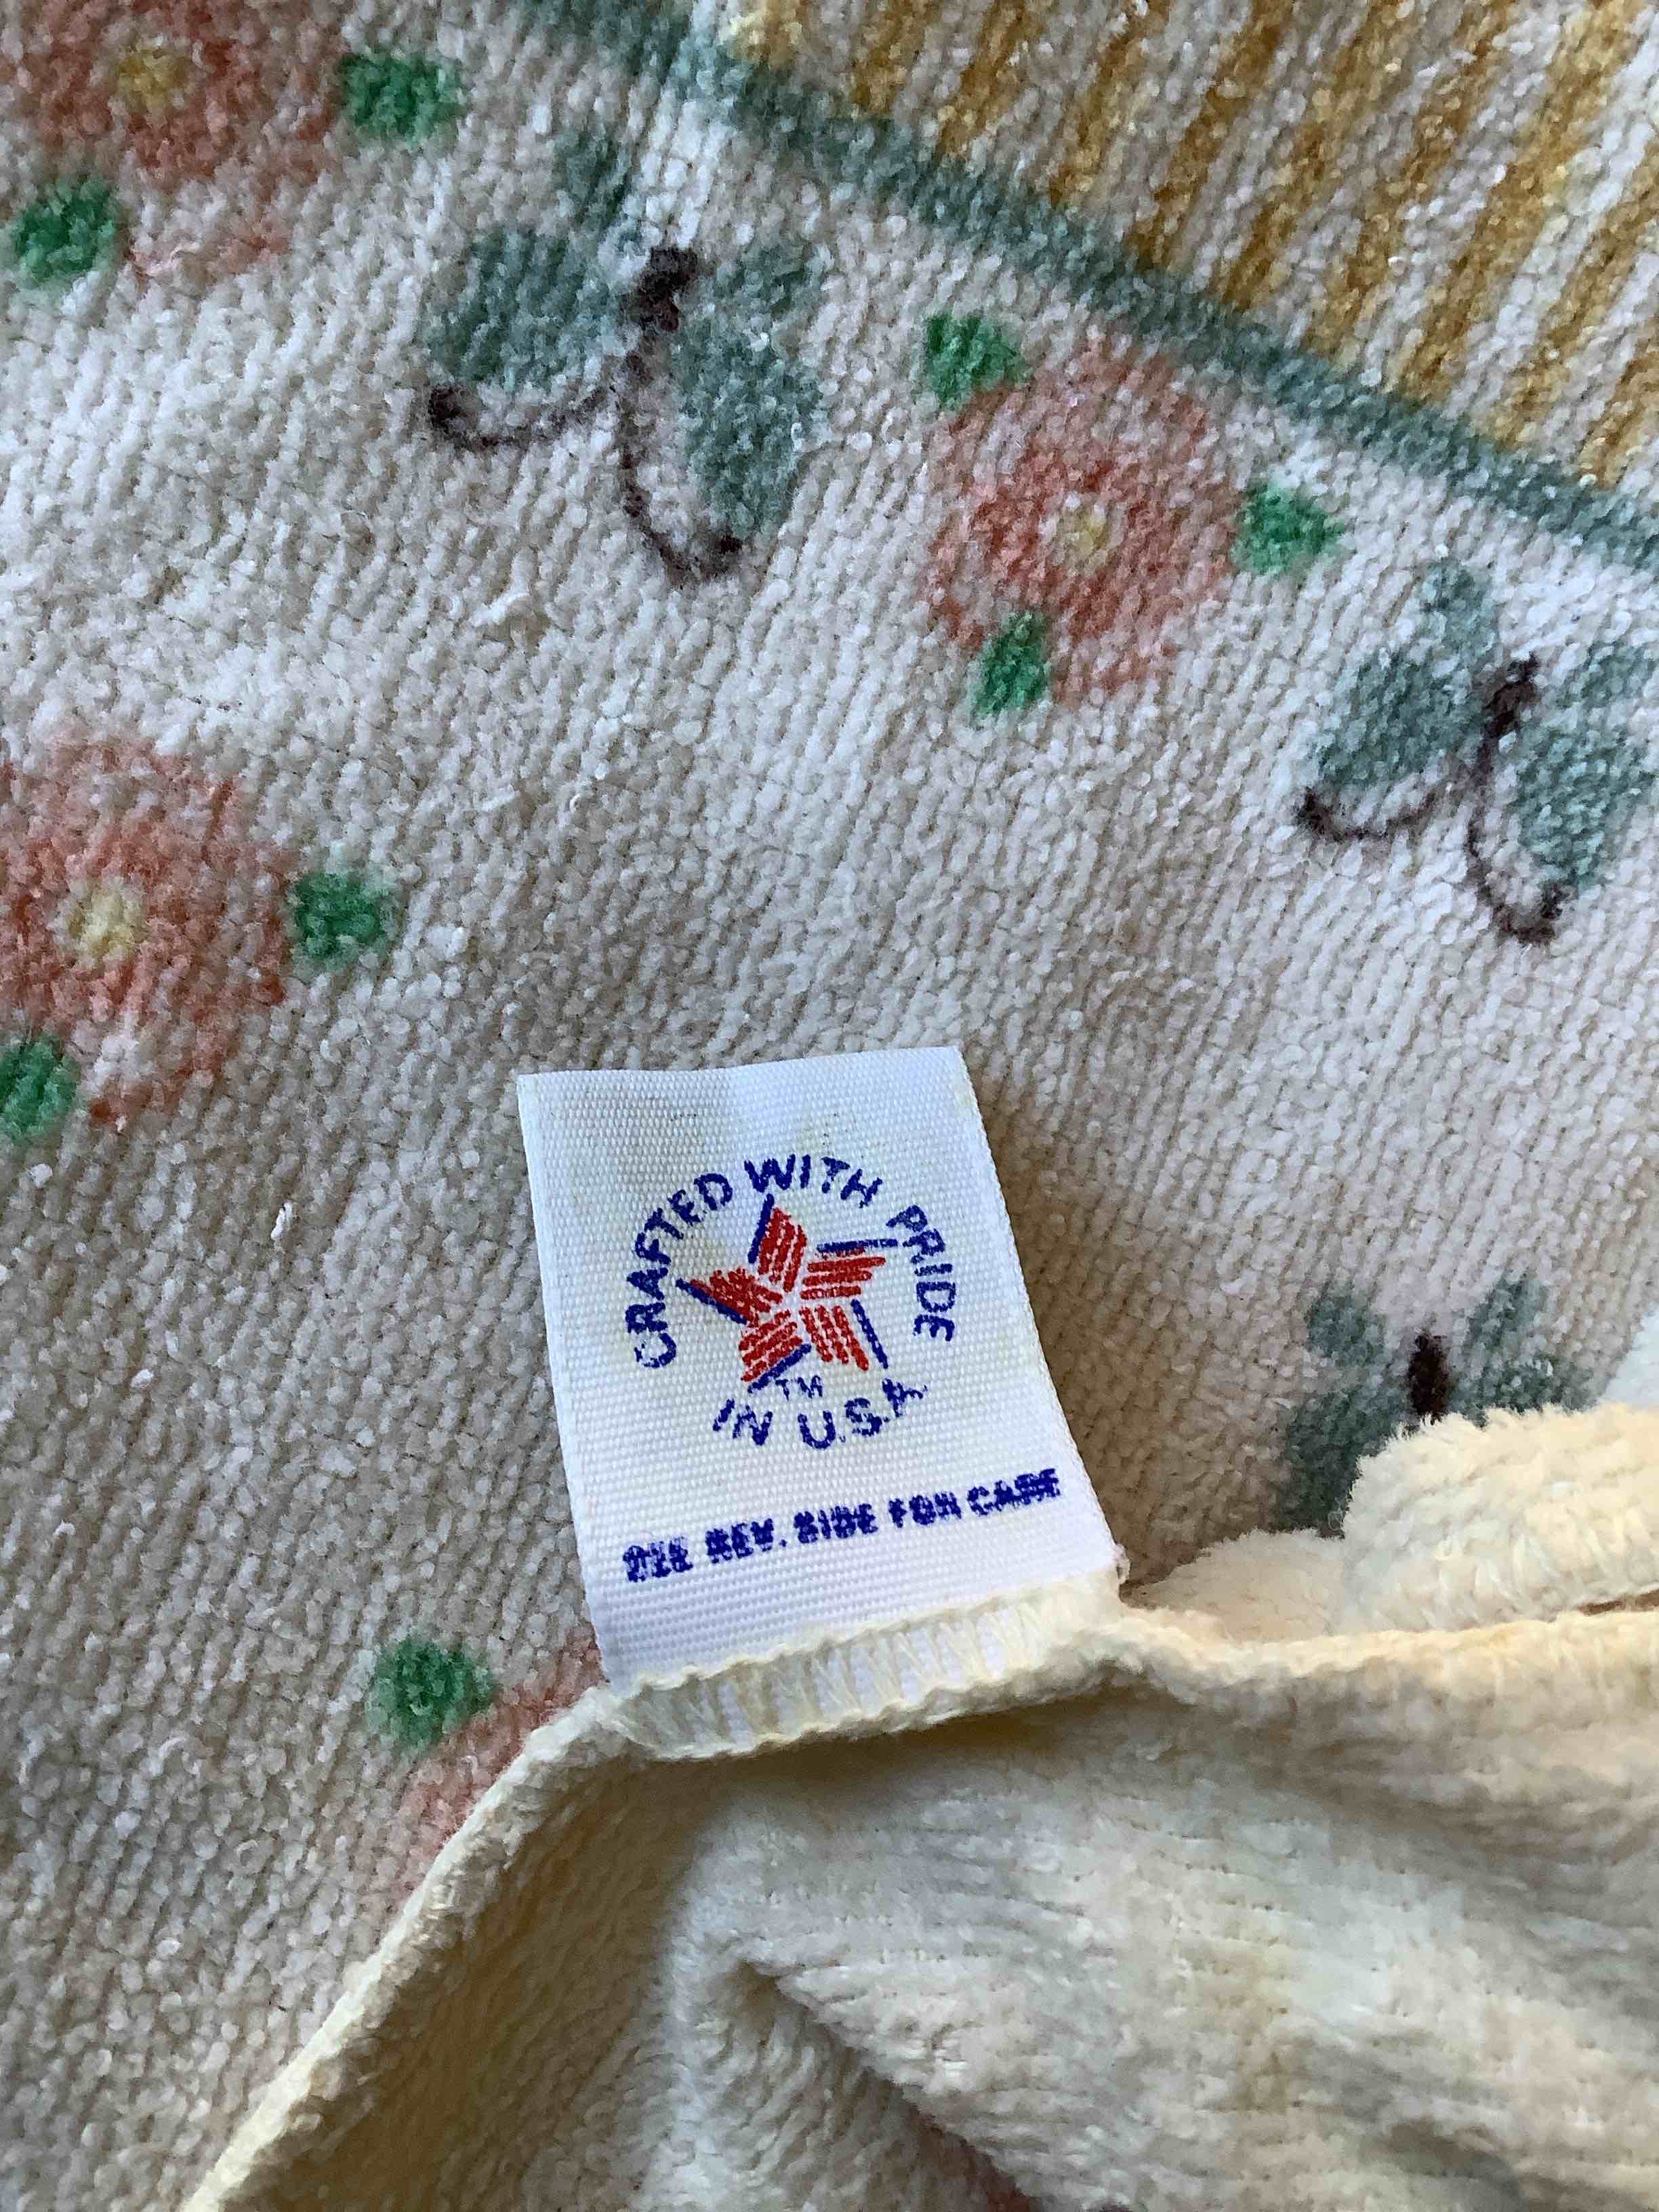 CRAFTED WITH PRIDE
TM
IN U.S.A.
SEE REV. SIDE FOR CARE